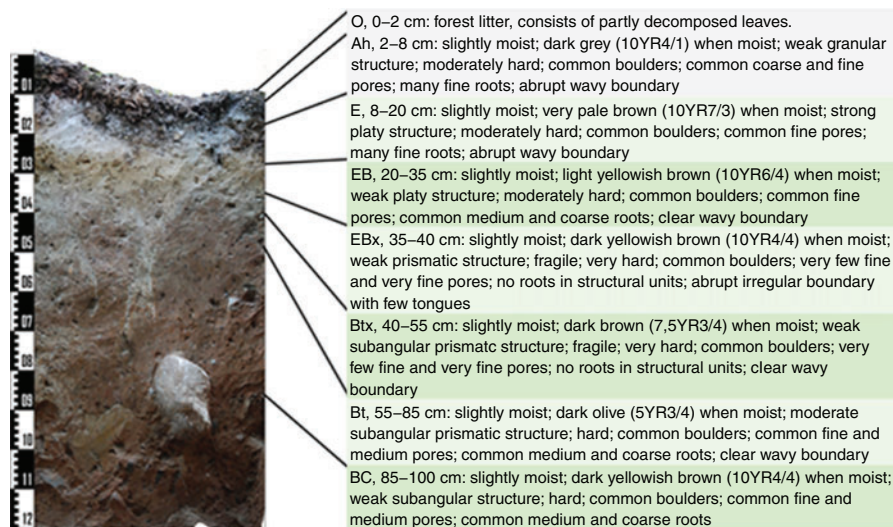 O, 0–2 cm: forest litter, consists of partly decomposed leaves.
Ah, 2–8 cm: slightly moist; dark grey (10YR4/1) when moist; weak granular
structure; moderately hard; common boulders; common coarse and fine
pores; many fine roots; abrupt wavy boundary
E, 8–20 cm: slightly moist; very pale brown (10YR7/3) when moist; strong
platy structure; moderately hard; common boulders; common fine pores;
many fine roots; abrupt wavy boundary
EB, 20–35 cm: slightly moist; light yellowish brown (10YR6/4) when moist;
weak platy structure; moderately hard; common boulders; common fine
pores; common medium and coarse roots; clear wavy boundary
EBx, 35–40 cm: slightly moist; dark yellowish brown (10YR4/4) when moist;
weak prismatic structure; fragile; very hard; common boulders; very few fine
and very fine pores; no roots in structural units; abrupt irregular boundary
with few tongues
Btx, 40–55 cm: slightly moist; dark brown (7,5YR3/4) when moist; weak
subangular prismatc structure; fragile; very hard; common boulders; very
few fine and very fine pores; no roots in structural units; clear wavy
boundary
Bt, 55–85 cm: slightly moist; dark olive (5YR3/4) when moist; moderate
subangular prismatic structure; hard; common boulders; common fine and
medium pores; common medium and coarse roots; clear wavy boundary
BC, 85–100 cm: slightly moist; dark yellowish brown (10YR4/4) when moist;
weak subangular structure; hard; common boulders; common fine and
medium pores; common medium and coarse roots
01
02
03
04
05
06
07
08
09
10
11
12